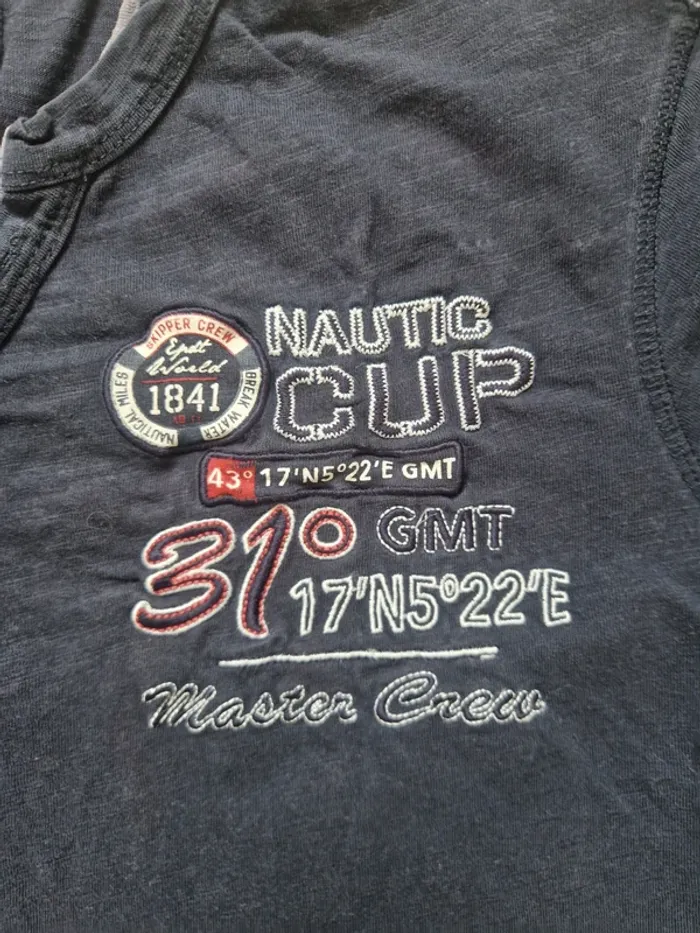 SKIPPER CREW
World
1841
NAUTICAL MILES
BREAK WATER
NAUTIC
CUP
43° 17'N5°22'E GMT
31° GMT
17'N5°22'E
Master Crew